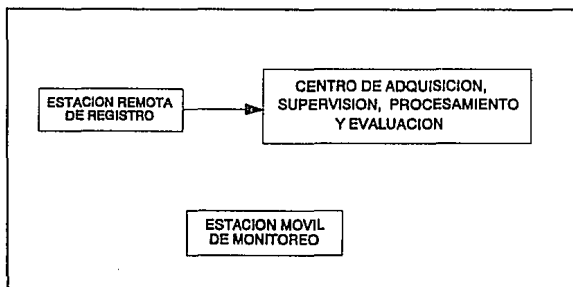 ESTACION REMOTA
DE REGISTRO
CENTRO DE ADQUISICION,
SUPERVISION, PROCESAMIENTO
Y EVALUACION
ESTACION MOVIL
DE MONITOREO